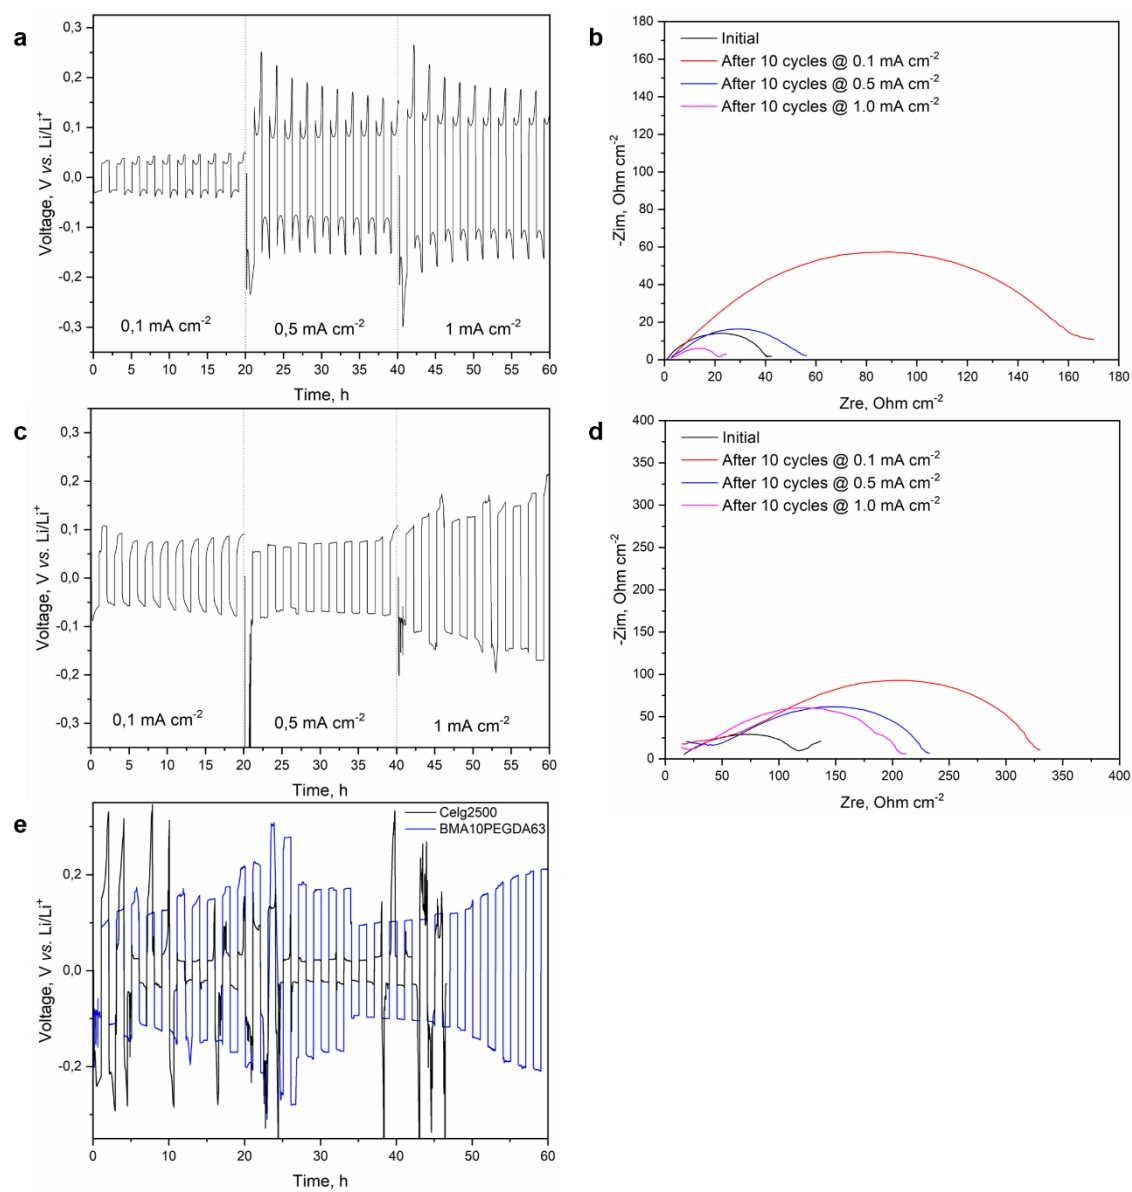 a
0,3
0,2
0,1
0,0
-0,1
-0,2
-0,3
Voltage, V vs. Li/Li⁺
0,1 mA cm⁻²
0,5 mA cm⁻²
1 mA cm⁻²
0 5 10 15 20 25 30 35 40 45 50 55 60
Time, h
b
180
160
140
120
100
80
60
40
20
0
-Zim, Ohm cm⁻²
Initial
After 10 cycles @ 0.1 mA cm⁻²
After 10 cycles @ 0.5 mA cm⁻²
After 10 cycles @ 1.0 mA cm⁻²
0 20 40 60 80 100 120 140 160 180
Zre, Ohm cm⁻²
c
0,3
0,2
0,1
0,0
-0,1
-0,2
-0,3
Voltage, V vs. Li/Li⁺
0,1 mA cm⁻²
0,5 mA cm⁻²
1 mA cm⁻²
0 5 10 15 20 25 30 35 40 45 50 55 60
Time, h
d
400
350
300
250
200
150
100
50
0
-Zim, Ohm cm⁻²
Initial
After 10 cycles @ 0.1 mA cm⁻²
After 10 cycles @ 0.5 mA cm⁻²
After 10 cycles @ 1.0 mA cm⁻²
0 50 100 150 200 250 300 350 400
Zre, Ohm cm⁻²
e
Celg2500
BMA10PEGDA63
0,2
0,0
-0,2
Voltage, V vs. Li/Li⁺
0 10 20 30 40 50 60
Time, h